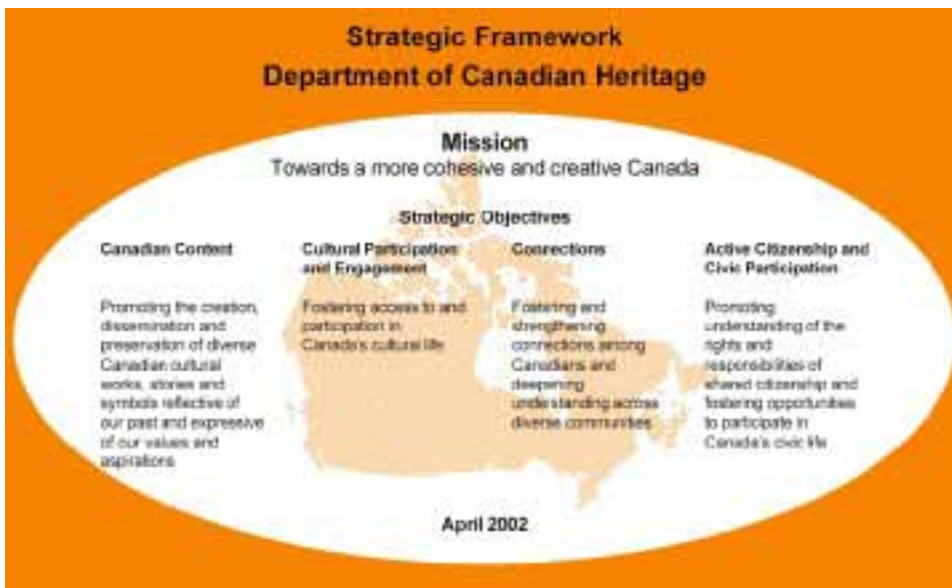 Strategic Framework
Department of Canadian Heritage
Mission
Towards a more cohesive and creative Canada
Strategic Objectives
Canadian Content
Promoting the creation,
dissemination and
preservation of diverse
Canadian cultural
works, stories and
symbols reflective of
our past and expressive
of our values and
aspirations
Cultural Participation
and Engagement
Fostering access to and
participation in
Canada's cultural life
Connections
Fostering and
strengthening
connections among
Canadians and
deepening
understanding across
diverse communities
Active Citizenship and
Civic Participation
Promoting
understanding of the
rights and
responsibilities of
shared citizenship and
fostering opportunities
to participate in
Canada's civic life
April 2002